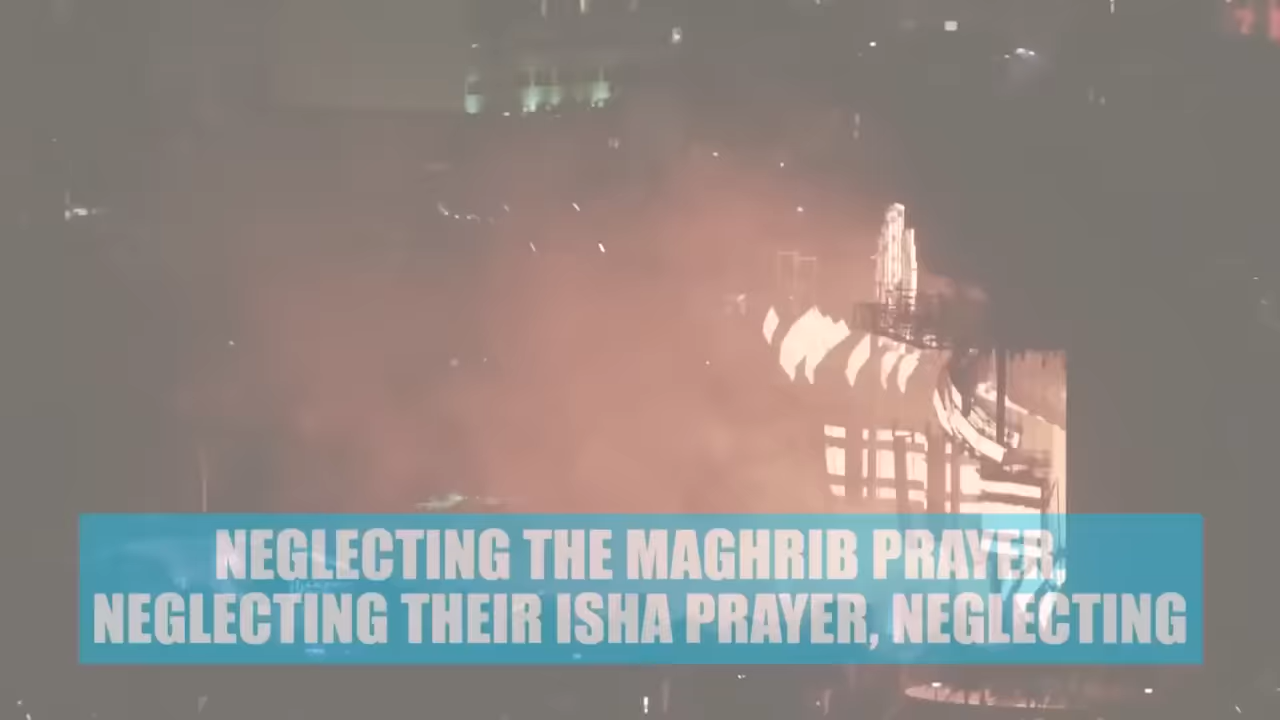 NEGLECTING THE MAGHRIB PRAYER,
NEGLECTING THEIR ISHA PRAYER, NEGLECTING